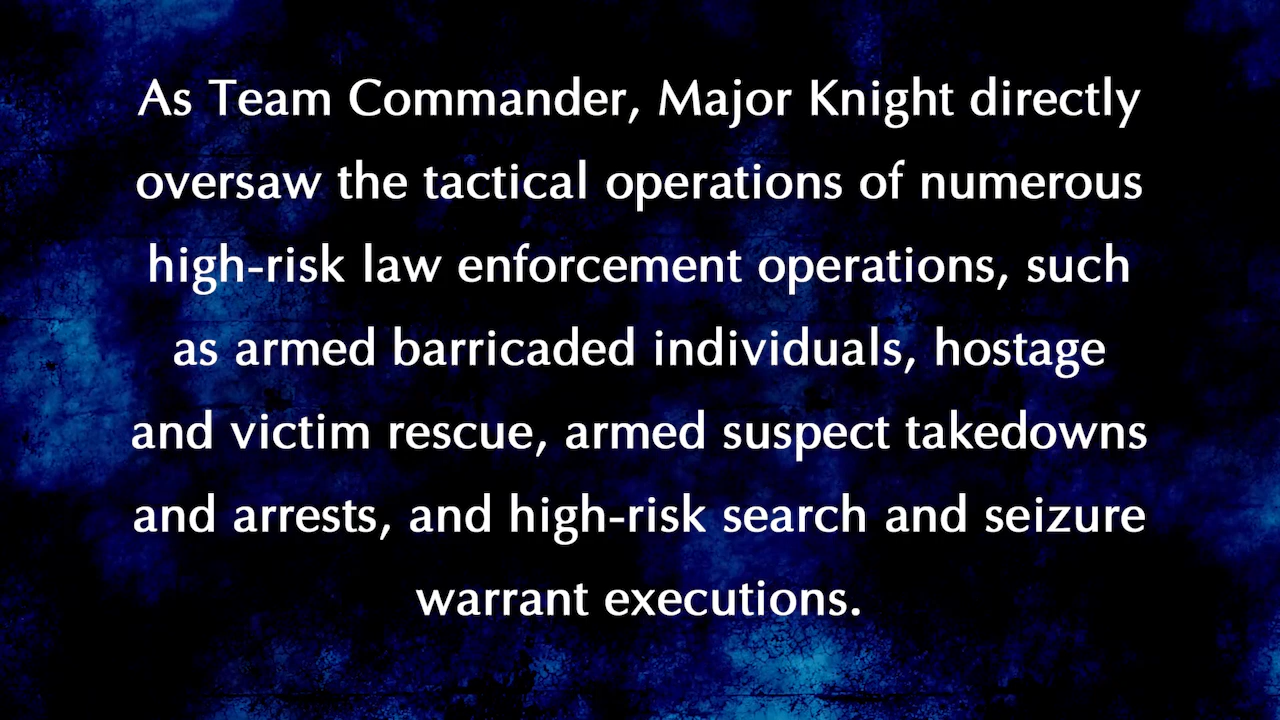 As Team Commander, Major Knight directly
oversaw the tactical operations of numerous
high-risk law enforcement operations, such
as armed barricaded individuals, hostage
and victim rescue, armed suspect takedowns
and arrests, and high-risk search and seizure
warrant executions.